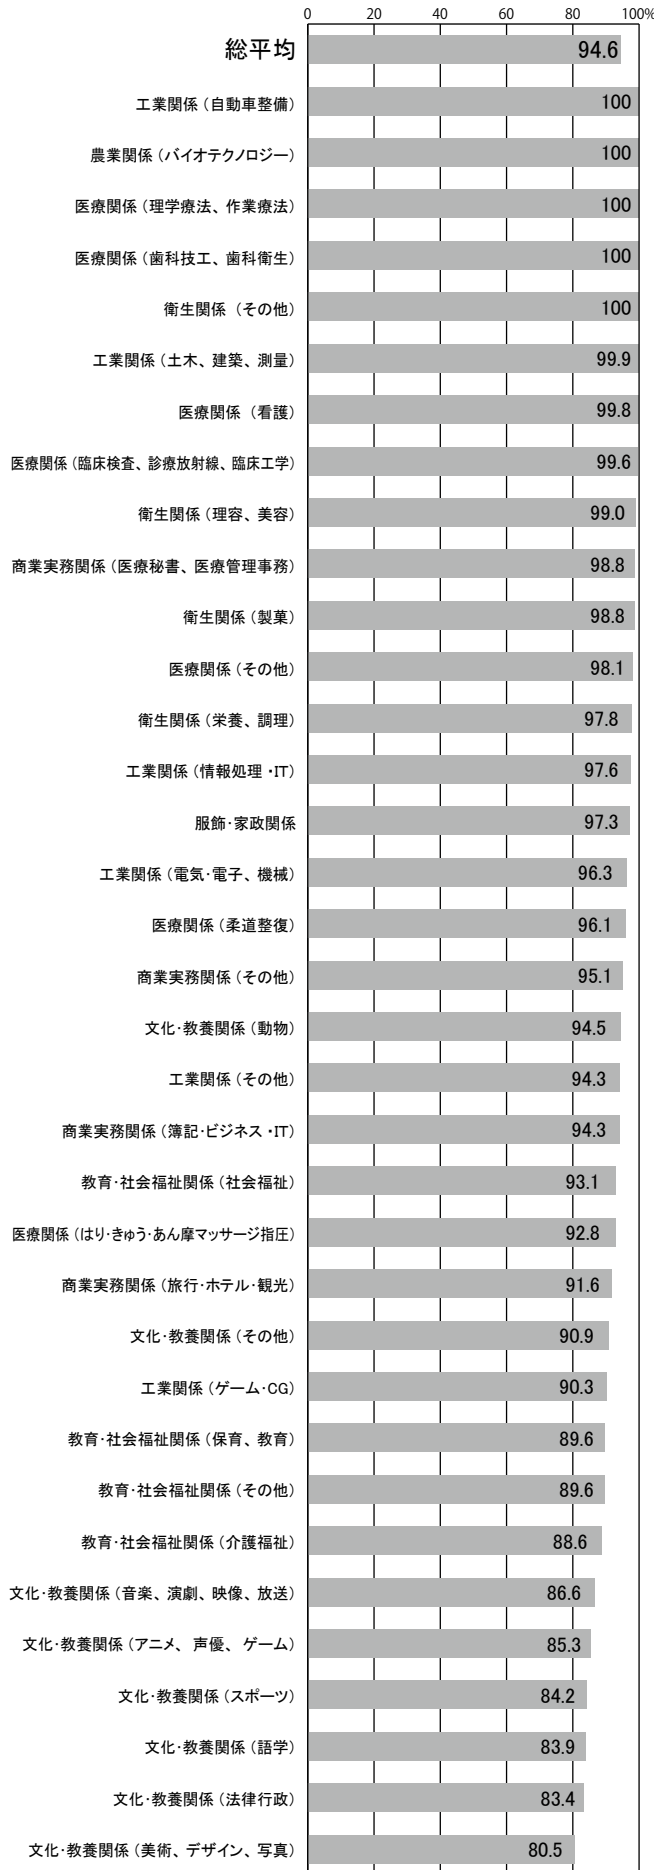 0 20 40 60 80 100%
総平均 94.6
工業関係（自動車整備） 100
農業関係（バイオテクノロジー） 100
医療関係（理学療法、作業療法） 100
医療関係（歯科技工、歯科衛生） 100
衛生関係（その他） 100
工業関係（土木、建築、測量） 99.9
医療関係（看護） 99.8
医療関係（臨床検査、診療放射線、臨床工学） 99.6
衛生関係（理容、美容） 99.0
商業実務関係（医療秘書、医療管理事務） 98.8
衛生関係（製菓） 98.8
医療関係（その他） 98.1
衛生関係（栄養、調理） 97.8
工業関係（情報処理・IT） 97.6
服飾・家政関係 97.3
工業関係（電気・電子、機械） 96.3
医療関係（柔道整復） 96.1
商業実務関係（その他） 95.1
文化・教養関係（動物） 94.5
工業関係（その他） 94.3
商業実務関係（簿記・ビジネス・IT） 94.3
教育・社会福祉関係（社会福祉） 93.1
医療関係（はり・きゅう・あん摩マッサージ指圧） 92.8
商業実務関係（旅行・ホテル・観光） 91.6
文化・教養関係（その他） 90.9
工業関係（ゲーム・CG） 90.3
教育・社会福祉関係（保育、教育） 89.6
教育・社会福祉関係（その他） 89.6
教育・社会福祉関係（介護福祉） 88.6
文化・教養関係（音楽、演劇、映像、放送） 86.6
文化・教養関係（アニメ、声優、ゲーム） 85.3
文化・教養関係（スポーツ） 84.2
文化・教養関係（語学） 83.9
文化・教養関係（法律行政） 83.4
文化・教養関係（美術、デザイン、写真） 80.5